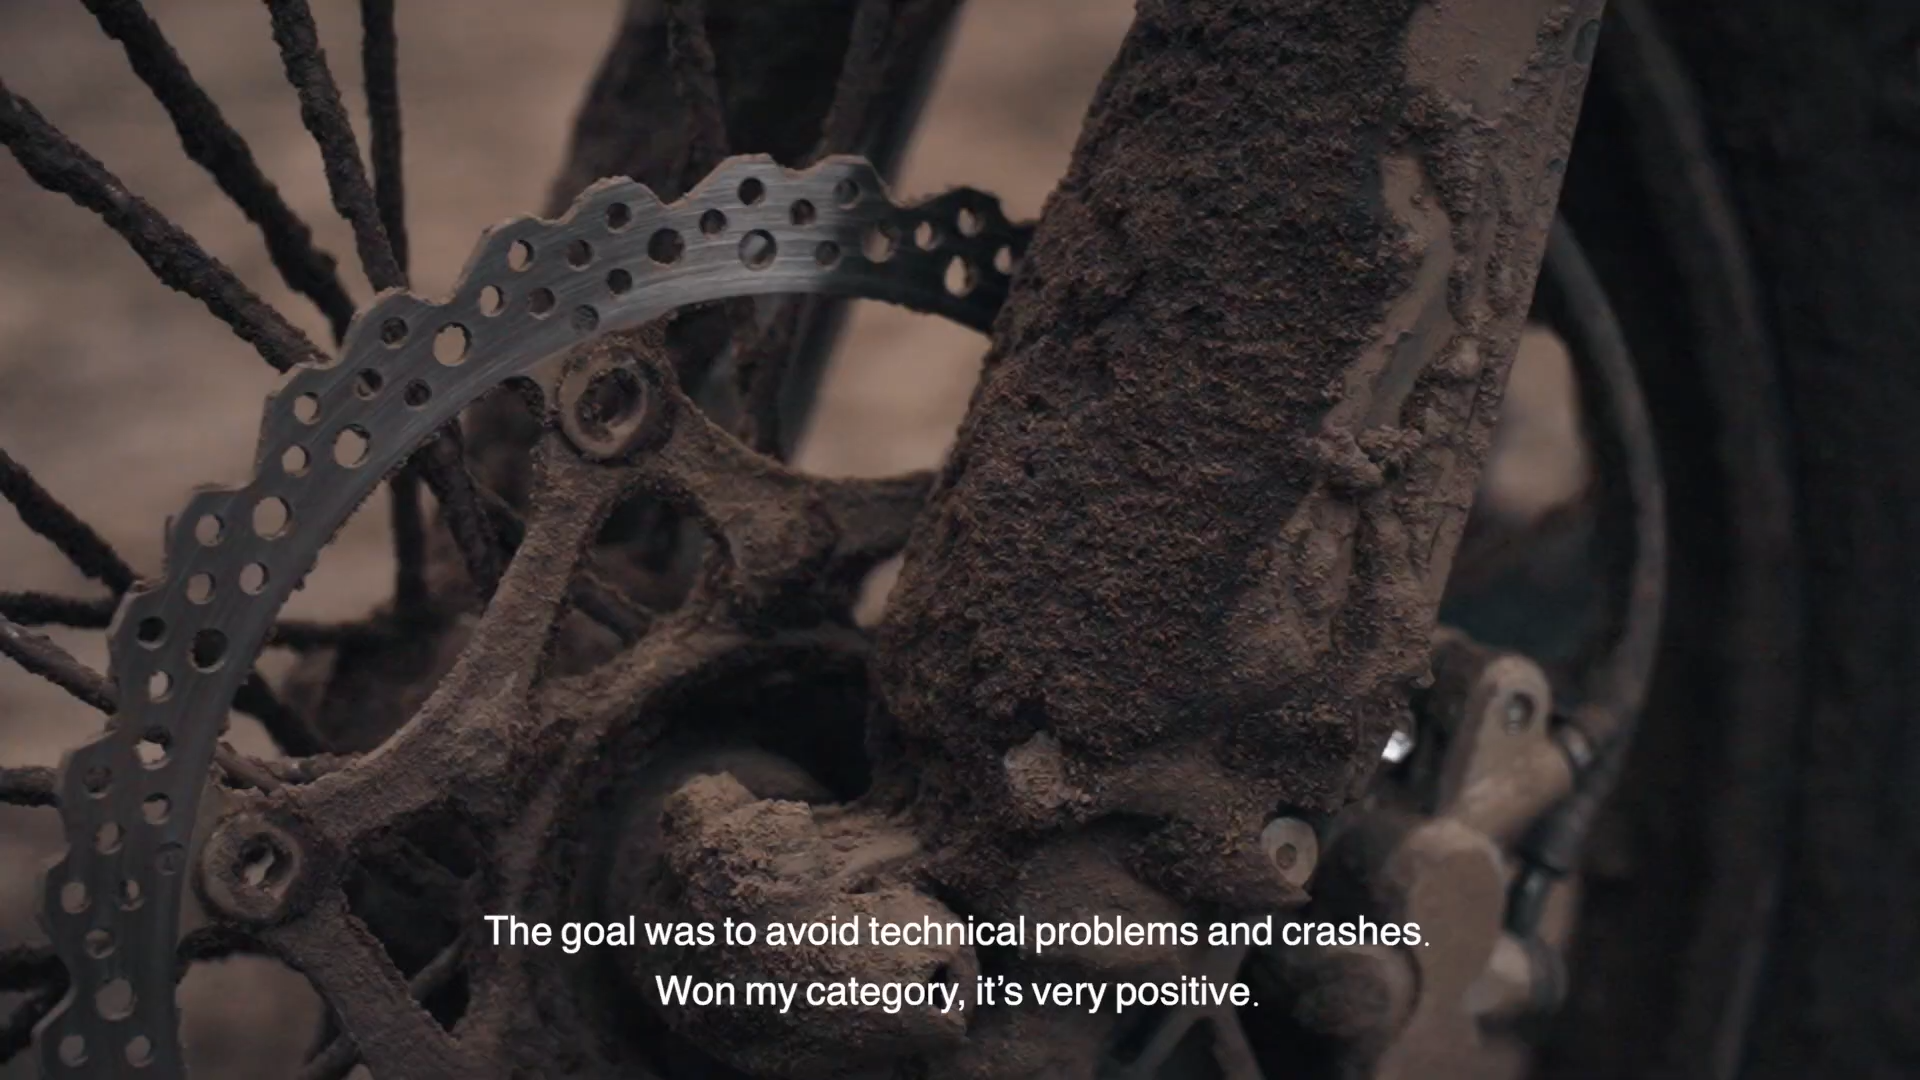 The goal was to avoid technical problems and crashes.
Won my category, it’s very positive.